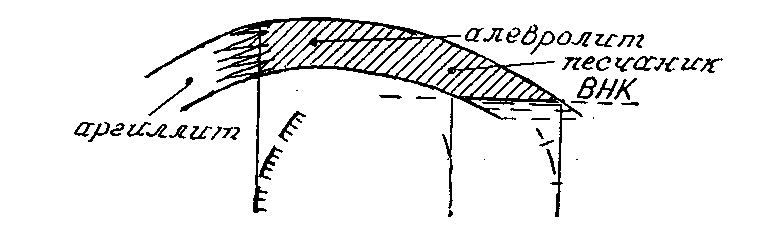 алевролит
песчаник
ВНК
аргиллит